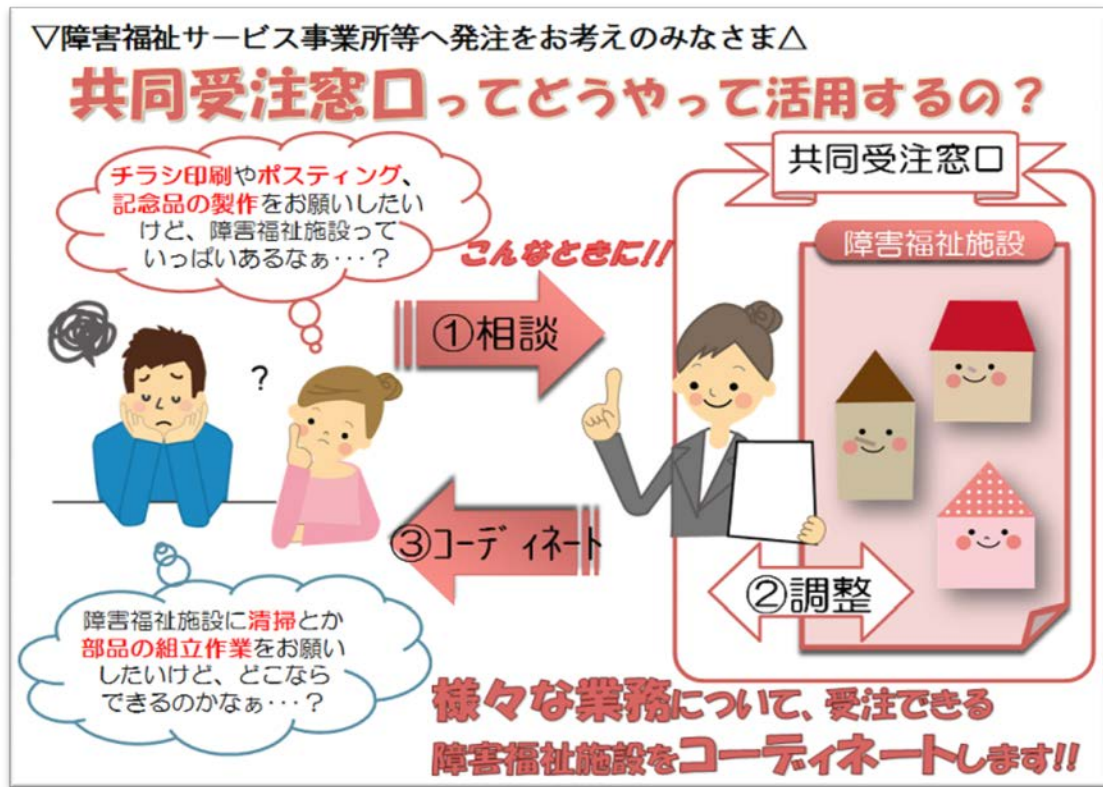 ▽障害福祉サービス事業所等へ発注をお考えのみなさま△
共同受注窓口ってどうやって活用するの？
チラシ印刷やポスティング、
記念品の製作をお願いしたい
けど、障害福祉施設って
いっぱいあるなぁ･･･？
こんなときに!!
①相談
共同受注窓口
障害福祉施設
?
③コーディネート
②調整
障害福祉施設に清掃とか
部品の組立作業をお願い
したいけど、どこなら
できるのかなぁ･･･？
様々な業務について、受注できる
障害福祉施設をコーディネートします!!